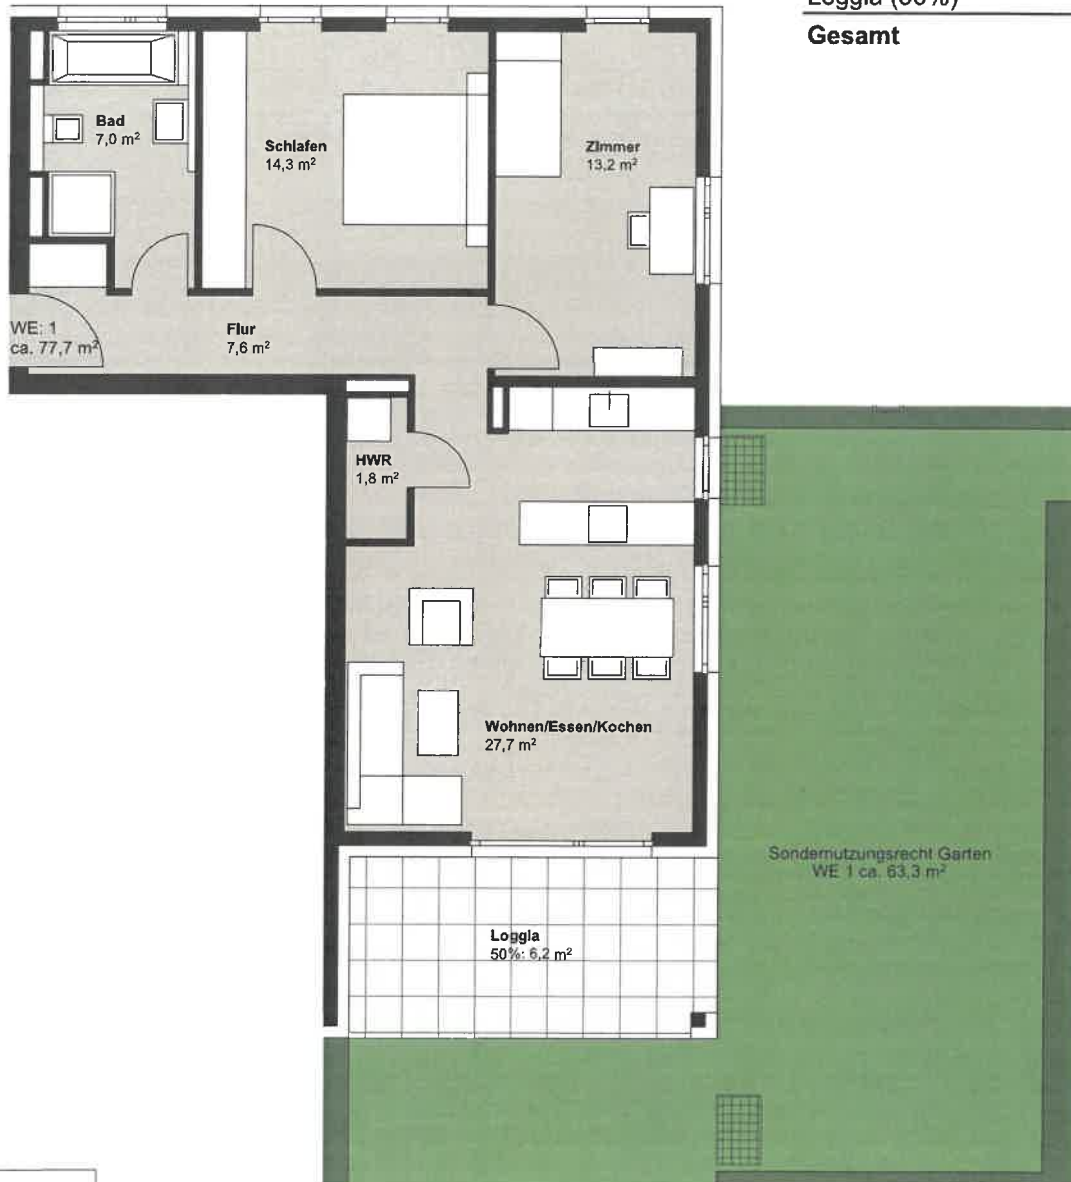 Loggia (50%)
Gesamt
Bad
7,0 m²
Schlafen
14,3 m²
Zimmer
13,2 m²
WE: 1
ca. 77,7 m²
Flur
7,6 m²
HWR
1,8 m²
Wohnen/Essen/Kochen
27,7 m²
Sondernutzungsrecht Garten
WE 1 ca. 63,3 m²
Loggia
50%: 6,2 m²